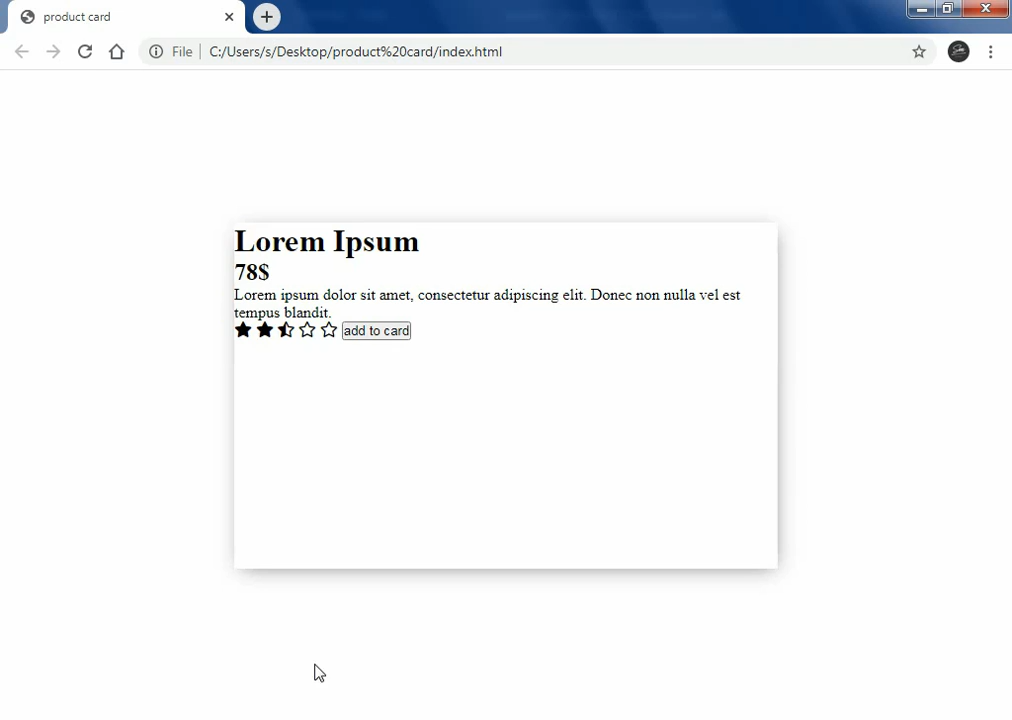 product card
File
C:/Users/s/Desktop/product%20card/index.html
Lorem Ipsum
78$
Lorem ipsum dolor sit amet, consectetur adipiscing elit. Donec non nulla vel est
tempus blandit.
add to card